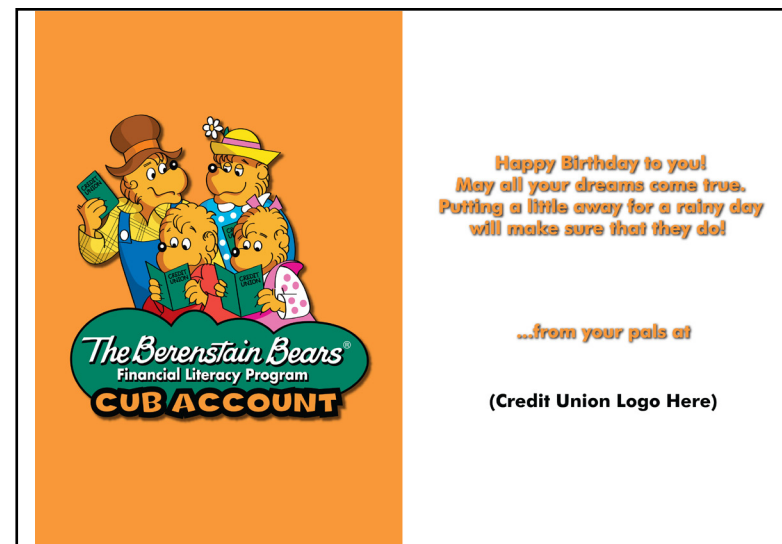 CREDIT
UNION
CREDIT
UNION
CREDIT
UNION
The Berenstain Bears®
Financial Literacy Program
CUB ACCOUNT
Happy Birthday to you!
May all your dreams come true.
Putting a little away for a rainy day
will make sure that they do!
...from your pals at
(Credit Union Logo Here)